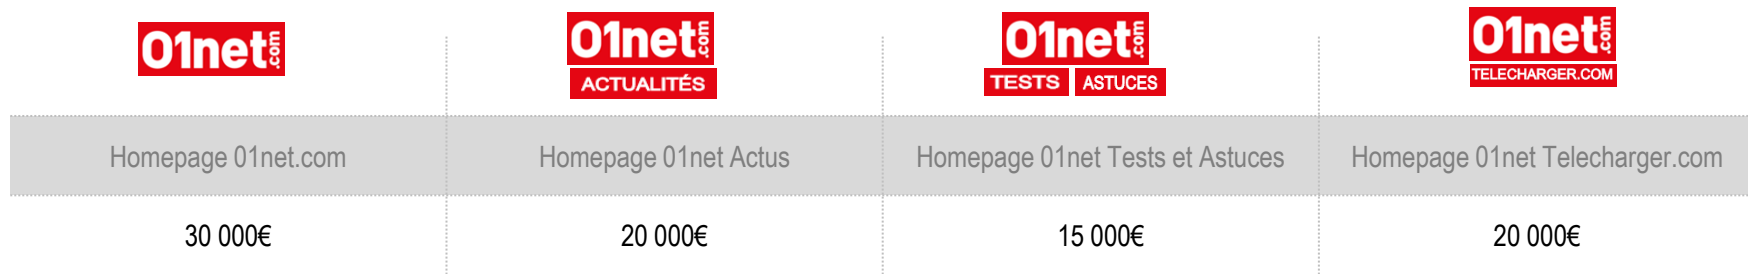 01net.com
01net.com
ACTUALITÉS
01net.com
TESTS ASTUCES
01net.com
TELECHARGER.COM
Homepage 01net.com
Homepage 01net Actus
Homepage 01net Tests et Astuces
Homepage 01net Telecharger.com
30 000€
20 000€
15 000€
20 000€